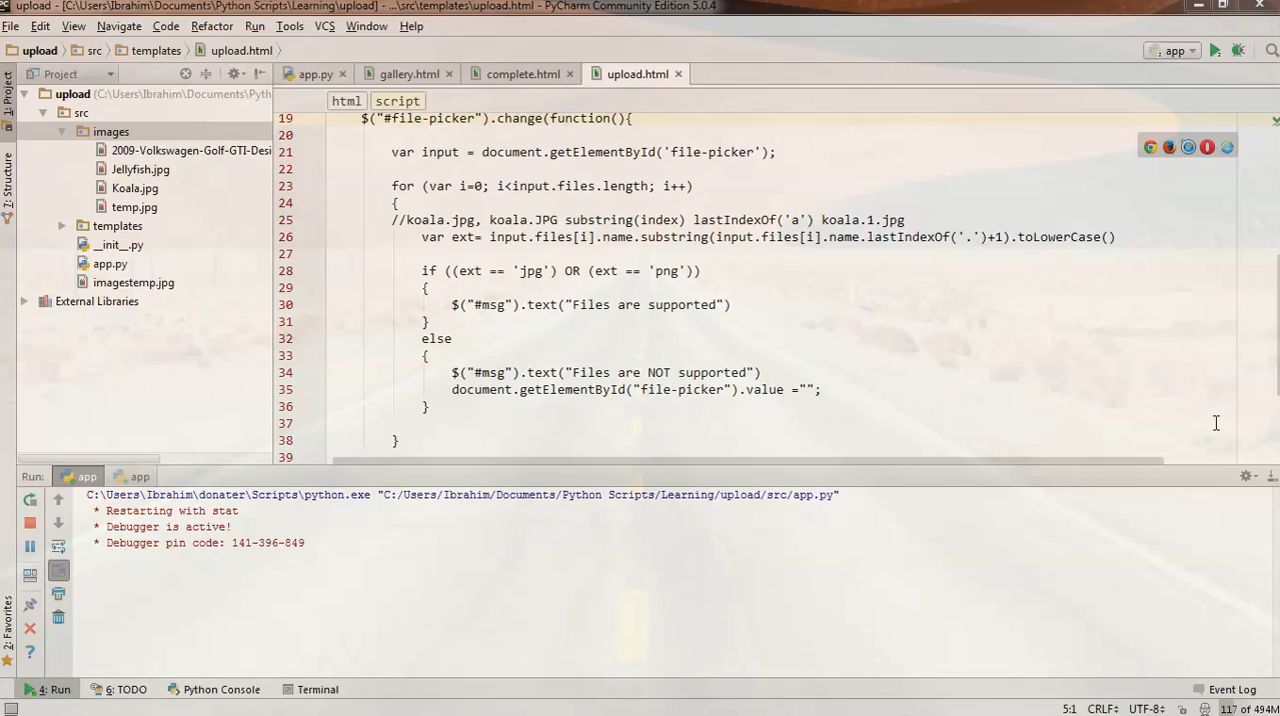 upload - [C:\Users\Ibrahim\Documents\Python Scripts\Learning\upload] - ...\src\templates\upload.html - PyCharm Community Edition 5.0.4
File Edit View Navigate Code Refactor Run Tools VCS Window Help
upload src templates upload.html app
Project app.py gallery.html complete.html upload.html
1: Project
Z: Structure
2: Favorites
upload (C:\Users\Ibrahim\Documents\Pyth
src
images
2009-Volkswagen-Golf-GTI-Desi
Jellyfish.jpg
Koala.jpg
temp.jpg
templates
__init__.py
app.py
imagestemp.jpg
External Libraries
html script
19 $("#file-picker").change(function(){
20
21 var input = document.getElementById('file-picker');
22
23 for (var i=0; i<input.files.length; i++)
24 {
25 //koala.jpg, koala.JPG substring(index) lastIndexOf('a') koala.1.jpg
26 var ext= input.files[i].name.substring(input.files[i].name.lastIndexOf('.')+1).toLowerCase()
27
28 if ((ext == 'jpg') OR (ext == 'png'))
29 {
30 $("#msg").text("Files are supported")
31 }
32 else
33 {
34 $("#msg").text("Files are NOT supported")
35 document.getElementById("file-picker").value ="";
36 }
37
38 }
39
Run: app app
C:\Users\Ibrahim\donater\Scripts\python.exe "C:/Users/Ibrahim/Documents/Python Scripts/Learning/upload/src/app.py"
* Restarting with stat
* Debugger is active!
* Debugger pin code: 141-396-849
4: Run 6: TODO Python Console Terminal Event Log
5:1 CRLF UTF-8 117 of 494M